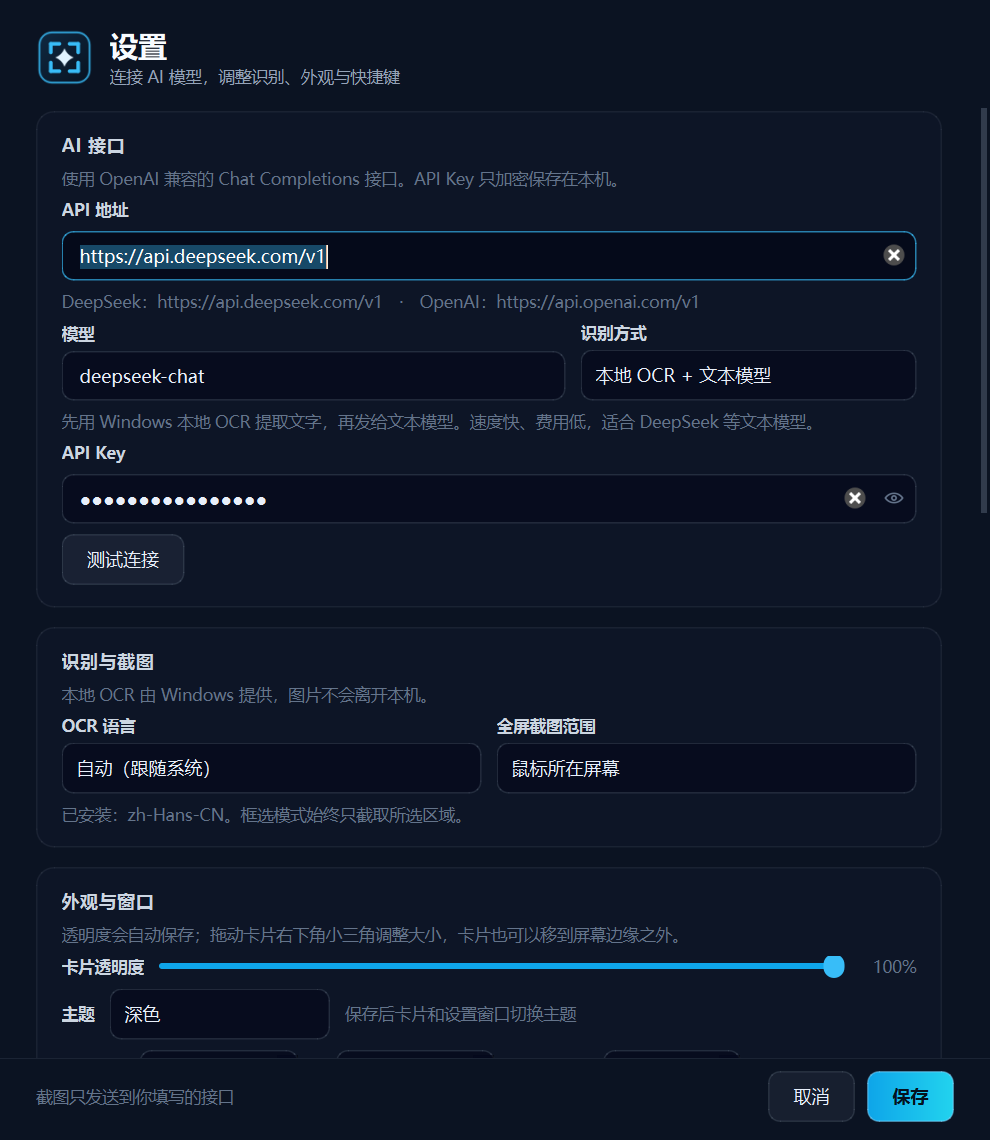 设置
连接 AI 模型，调整识别、外观与快捷键
AI 接口
使用 OpenAI 兼容的 Chat Completions 接口。API Key 只加密保存在本机。
API 地址
https://api.deepseek.com/v1
DeepSeek：https://api.deepseek.com/v1 · OpenAI：https://api.openai.com/v1
模型 识别方式
deepseek-chat 本地 OCR + 文本模型
先用 Windows 本地 OCR 提取文字，再发给文本模型。速度快、费用低，适合 DeepSeek 等文本模型。
API Key
●●●●●●●●●●●●●●●●
测试连接
识别与截图
本地 OCR 由 Windows 提供，图片不会离开本机。
OCR 语言 全屏截图范围
自动（跟随系统） 鼠标所在屏幕
已安装：zh-Hans-CN。框选模式始终只截取所选区域。
外观与窗口
透明度会自动保存；拖动卡片右下角小三角调整大小，卡片也可以移到屏幕边缘之外。
卡片透明度 100%
主题 深色 保存后卡片和设置窗口切换主题
截图只发送到你填写的接口 取消 保存